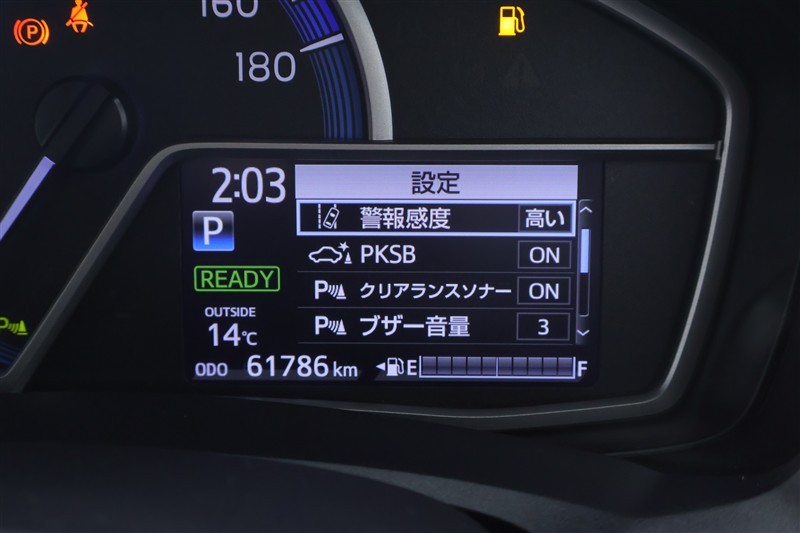 160
180
P
2:03
P
READY
OUTSIDE
14℃
設定
警報感度 高い
PKSB ON
P クリアランスソナー ON
P ブザー音量 3
P
ODO 61786 km
E F